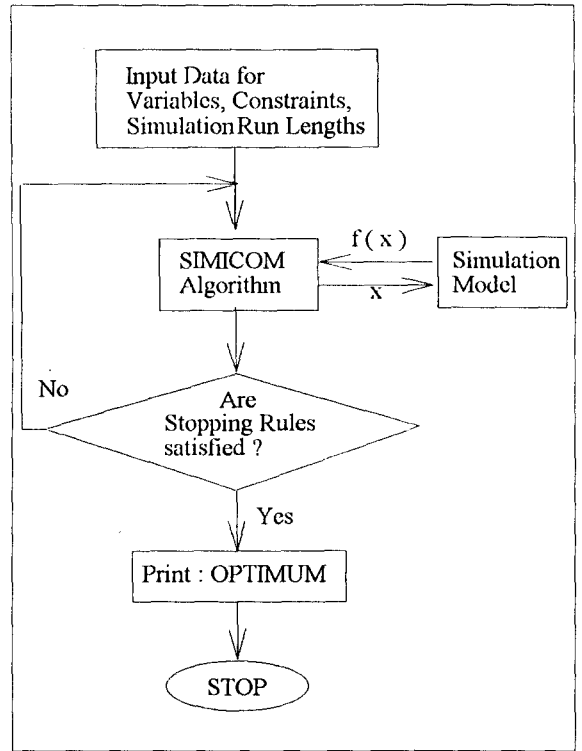 Input Data for
Variables, Constraints,
Simulation Run Lengths
f ( x )
SIMICOM
Algorithm
Simulation
Model
x
No
Are
Stopping Rules
satisfied ?
Yes
Print : OPTIMUM
STOP